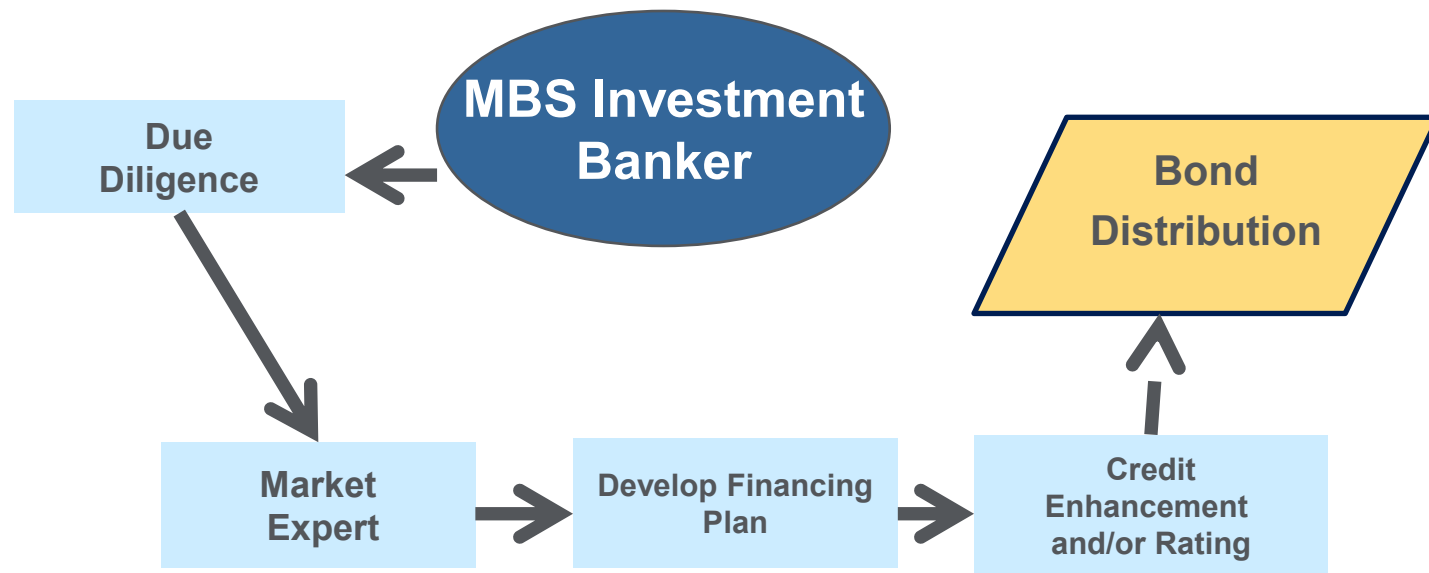 MBS Investment
Banker
Due
Diligence
Market
Expert
Develop Financing
Plan
Credit
Enhancement
and/or Rating
Bond
Distribution